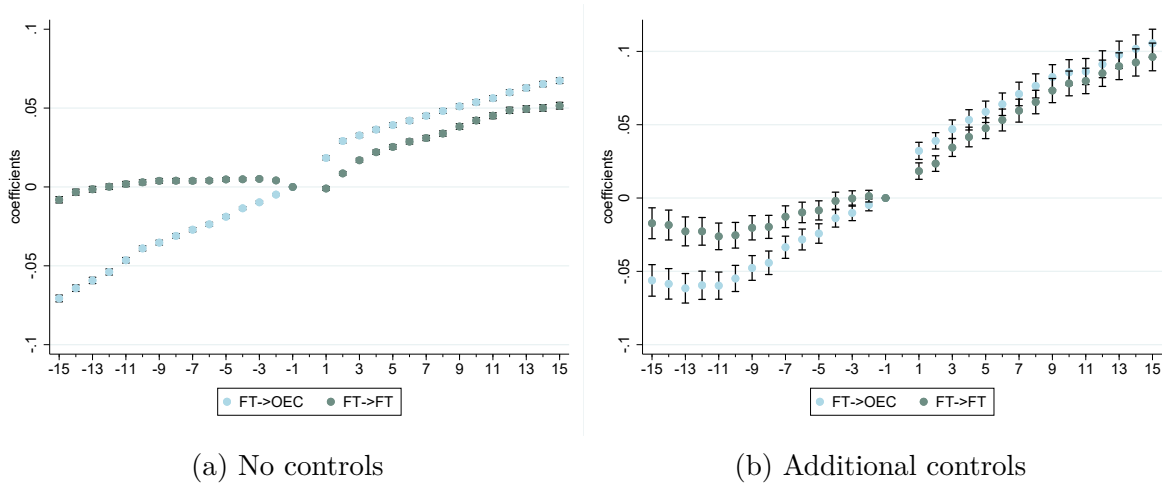 .1
.05
0
-.05
-.1
coefficients
-15 -13 -11 -9 -7 -5 -3 -1 1 3 5 7 9 11 13 15
FT->OEC FT->FT
(a) No controls
.1
.05
0
-.05
-.1
coefficients
-15 -13 -11 -9 -7 -5 -3 -1 1 3 5 7 9 11 13 15
FT->OEC FT->FT
(b) Additional controls